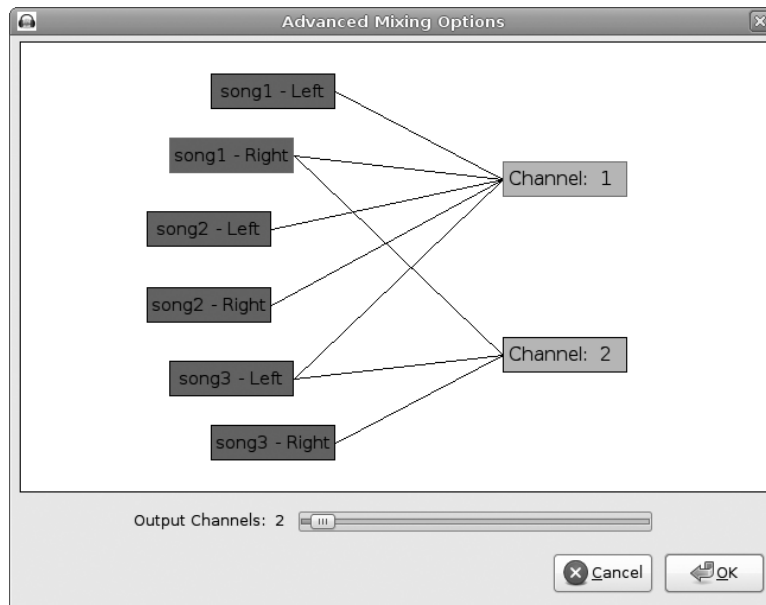 Advanced Mixing Options
song1 - Left
song1 - Right
Channel: 1
song2 - Left
song2 - Right
Channel: 2
song3 - Left
song3 - Right
Output Channels: 2
Cancel
OK